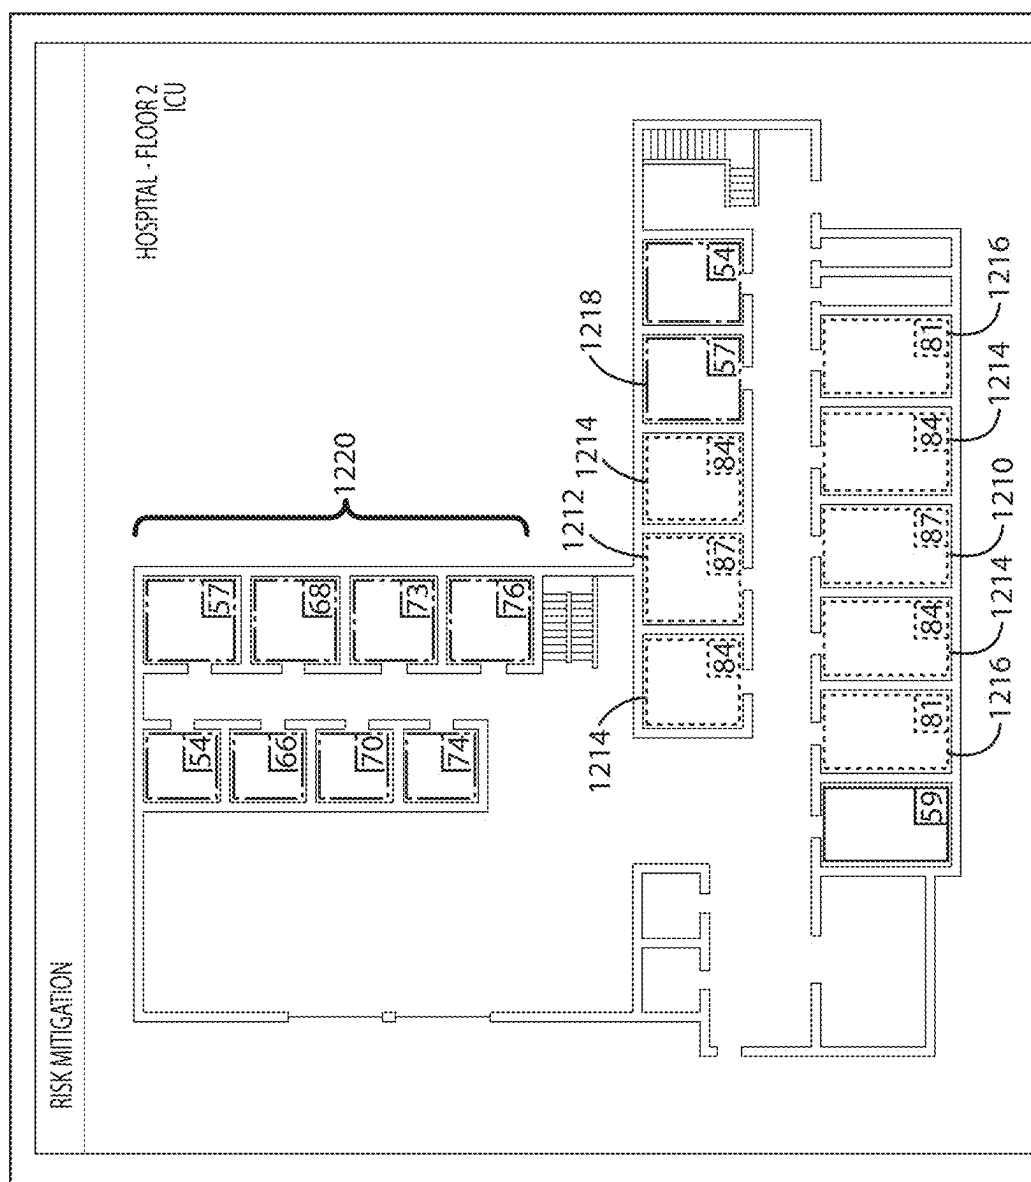 RISK MITIGATION
HOSPITAL - FLOOR 2
ICU
54 57
66 68
1220
70 73
74 76
1214 1212 1214 1218
84 87 84 57 54
59 81 84 87 84 81
1216 1214 1210 1214 1216